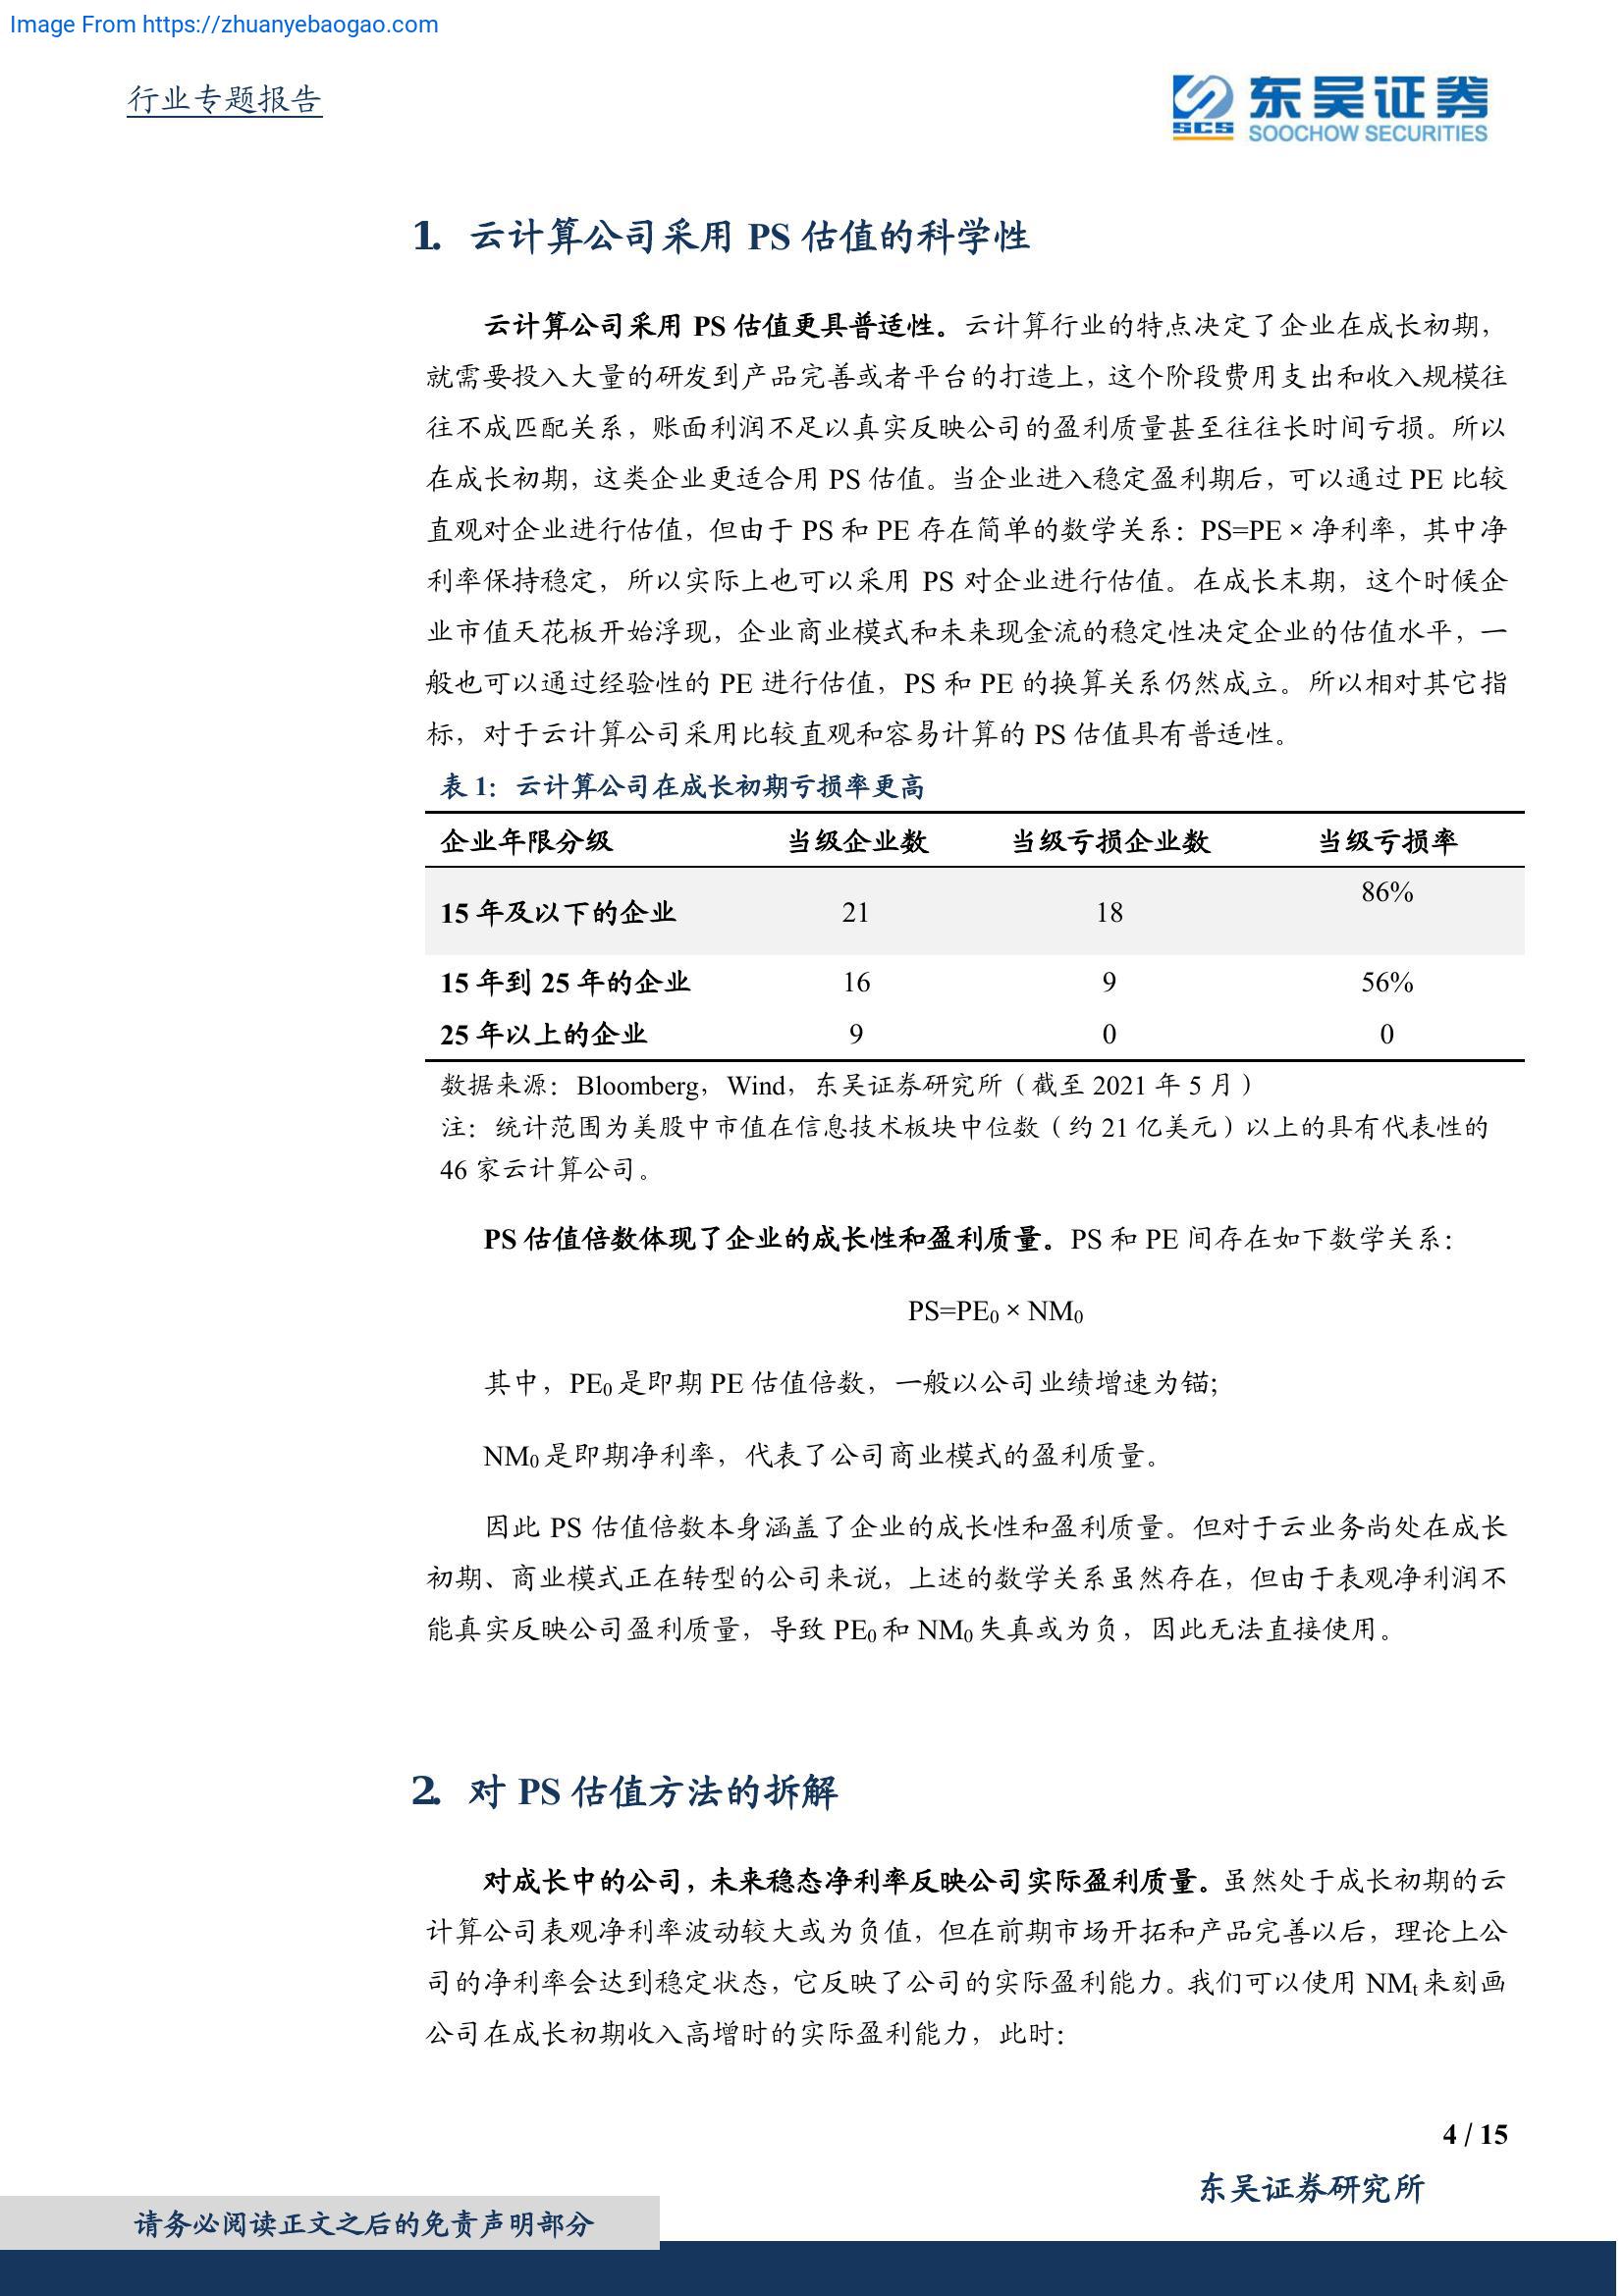 Image From https://zhuanyebaogao.com
行业专题报告
SCS
东吴证券
SOOCHOW SECURITIES
1. 云计算公司采用 PS 估值的科学性
云计算公司采用 PS 估值更具普适性。云计算行业的特点决定了企业在成长初期，
就需要投入大量的研发到产品完善或者平台的打造上，这个阶段费用支出和收入规模往
往不成匹配关系，账面利润不足以真实反映公司的盈利质量甚至往往长时间亏损。所以
在成长初期，这类企业更适合用 PS 估值。当企业进入稳定盈利期后，可以通过 PE 比较
直观对企业进行估值，但由于 PS 和 PE 存在简单的数学关系：PS=PE×净利率，其中净
利率保持稳定，所以实际上也可以采用 PS 对企业进行估值。在成长末期，这个时候企
业市值天花板开始浮现，企业商业模式和未来现金流的稳定性决定企业的估值水平，一
般也可以通过经验性的 PE 进行估值，PS 和 PE 的换算关系仍然成立。所以相对其它指
标，对于云计算公司采用比较直观和容易计算的 PS 估值具有普适性。
表 1：云计算公司在成长初期亏损率更高
企业年限分级 当级企业数 当级亏损企业数 当级亏损率
15 年及以下的企业 21 18 86%
15 年到 25 年的企业 16 9 56%
25 年以上的企业 9 0 0
数据来源：Bloomberg，Wind，东吴证券研究所（截至 2021 年 5 月）
注：统计范围为美股中市值在信息技术板块中位数（约 21 亿美元）以上的具有代表性的
46 家云计算公司。
PS 估值倍数体现了企业的成长性和盈利质量。PS 和 PE 间存在如下数学关系：
PS=PE₀×NM₀
其中，PE₀是即期 PE 估值倍数，一般以公司业绩增速为锚;
NM₀是即期净利率，代表了公司商业模式的盈利质量。
因此 PS 估值倍数本身涵盖了企业的成长性和盈利质量。但对于云业务尚处在成长
初期、商业模式正在转型的公司来说，上述的数学关系虽然存在，但由于表观净利润不
能真实反映公司盈利质量，导致 PE₀和 NM₀失真或为负，因此无法直接使用。
2. 对 PS 估值方法的拆解
对成长中的公司，未来稳态净利率反映公司实际盈利质量。虽然处于成长初期的云
计算公司表观净利率波动较大或为负值，但在前期市场开拓和产品完善以后，理论上公
司的净利率会达到稳定状态，它反映了公司的实际盈利能力。我们可以使用 NMₜ来刻画
公司在成长初期收入高增时的实际盈利能力，此时：
4 / 15
东吴证券研究所
请务必阅读正文之后的免责声明部分